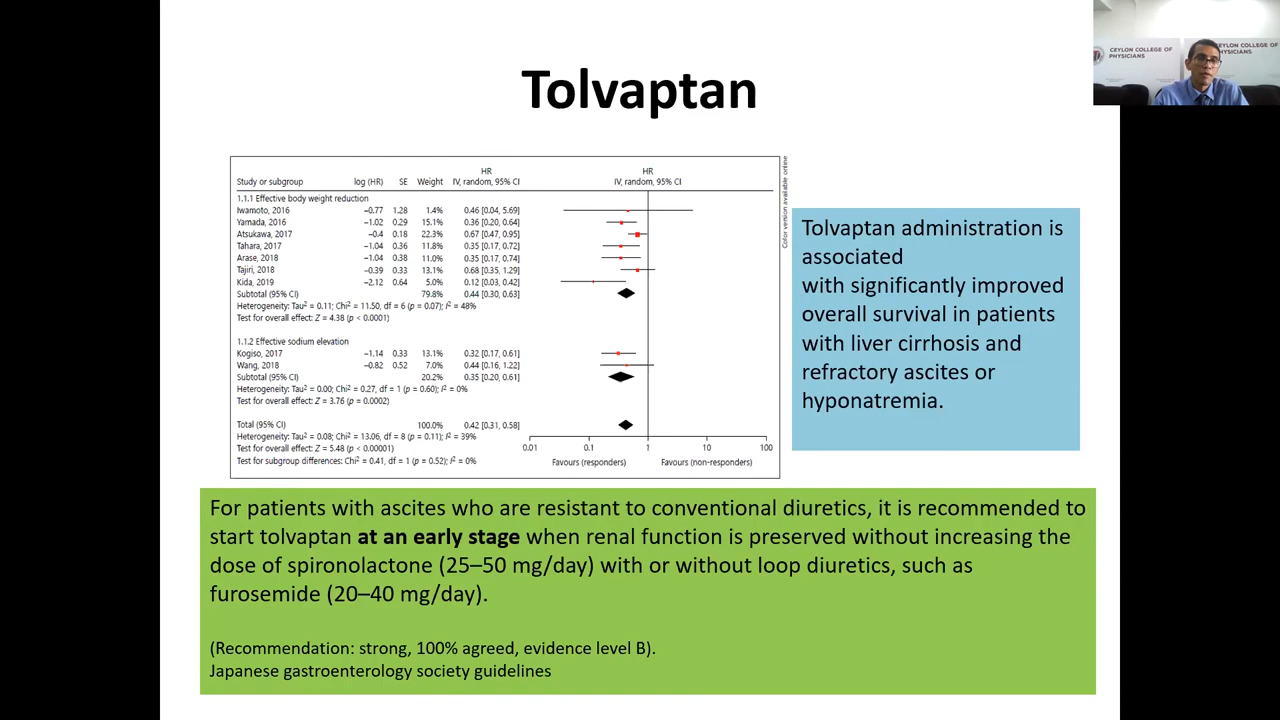 CEYLON COLLEGE OF
PHYSICIANS
CEYLON COLLEGE OF
PHYSICIANS
Tolvaptan
HR
HR
Study or subgroup log (HR) SE Weight IV, random, 95% CI IV, random, 95% CI
1.1.1 Effective body weight reduction
Iwamoto, 2016 −0.77 1.28 1.4% 0.46 [0.04, 5.69]
Yamada, 2016 −1.02 0.29 15.1% 0.36 [0.20, 0.64]
Atsukawa, 2017 −0.4 0.18 22.3% 0.67 [0.47, 0.95]
Tahara, 2017 −1.04 0.36 11.8% 0.35 [0.17, 0.72]
Arase, 2018 −1.04 0.38 11.1% 0.35 [0.17, 0.74]
Tajiri, 2018 −0.39 0.33 13.1% 0.68 [0.35, 1.29]
Kida, 2019 −2.12 0.64 5.0% 0.12 [0.03, 0.42]
Subtotal (95% CI) 79.8% 0.44 [0.30, 0.63]
Heterogeneity: Tau² = 0.11; Chi² = 11.50, df = 6 (p = 0.07); I² = 48%
Test for overall effect: Z = 4.38 (p < 0.0001)
1.1.2 Effective sodium elevation
Kogiso, 2017 −1.14 0.33 13.1% 0.32 [0.17, 0.61]
Wang, 2018 −0.82 0.52 7.0% 0.44 [0.16, 1.22]
Subtotal (95% CI) 20.2% 0.35 [0.20, 0.61]
Heterogeneity: Tau² = 0.00; Chi² = 0.27, df = 1 (p = 0.60); I² = 0%
Test for overall effect: Z = 3.76 (p = 0.0002)
Total (95% CI) 100.0% 0.42 [0.31, 0.58]
Heterogeneity: Tau² = 0.08; Chi² = 13.06, df = 8 (p = 0.11); I² = 39%
Test for overall effect: Z = 5.48 (p < 0.00001)
Test for subgroup differences: Chi² = 0.41, df = 1 (p = 0.52); I² = 0%
0.01 0.1 1 10 100
Favours (responders) Favours (non-responders)
Color version available online
Tolvaptan administration is
associated
with significantly improved
overall survival in patients
with liver cirrhosis and
refractory ascites or
hyponatremia.
For patients with ascites who are resistant to conventional diuretics, it is recommended to
start tolvaptan at an early stage when renal function is preserved without increasing the
dose of spironolactone (25–50 mg/day) with or without loop diuretics, such as
furosemide (20–40 mg/day).
(Recommendation: strong, 100% agreed, evidence level B).
Japanese gastroenterology society guidelines